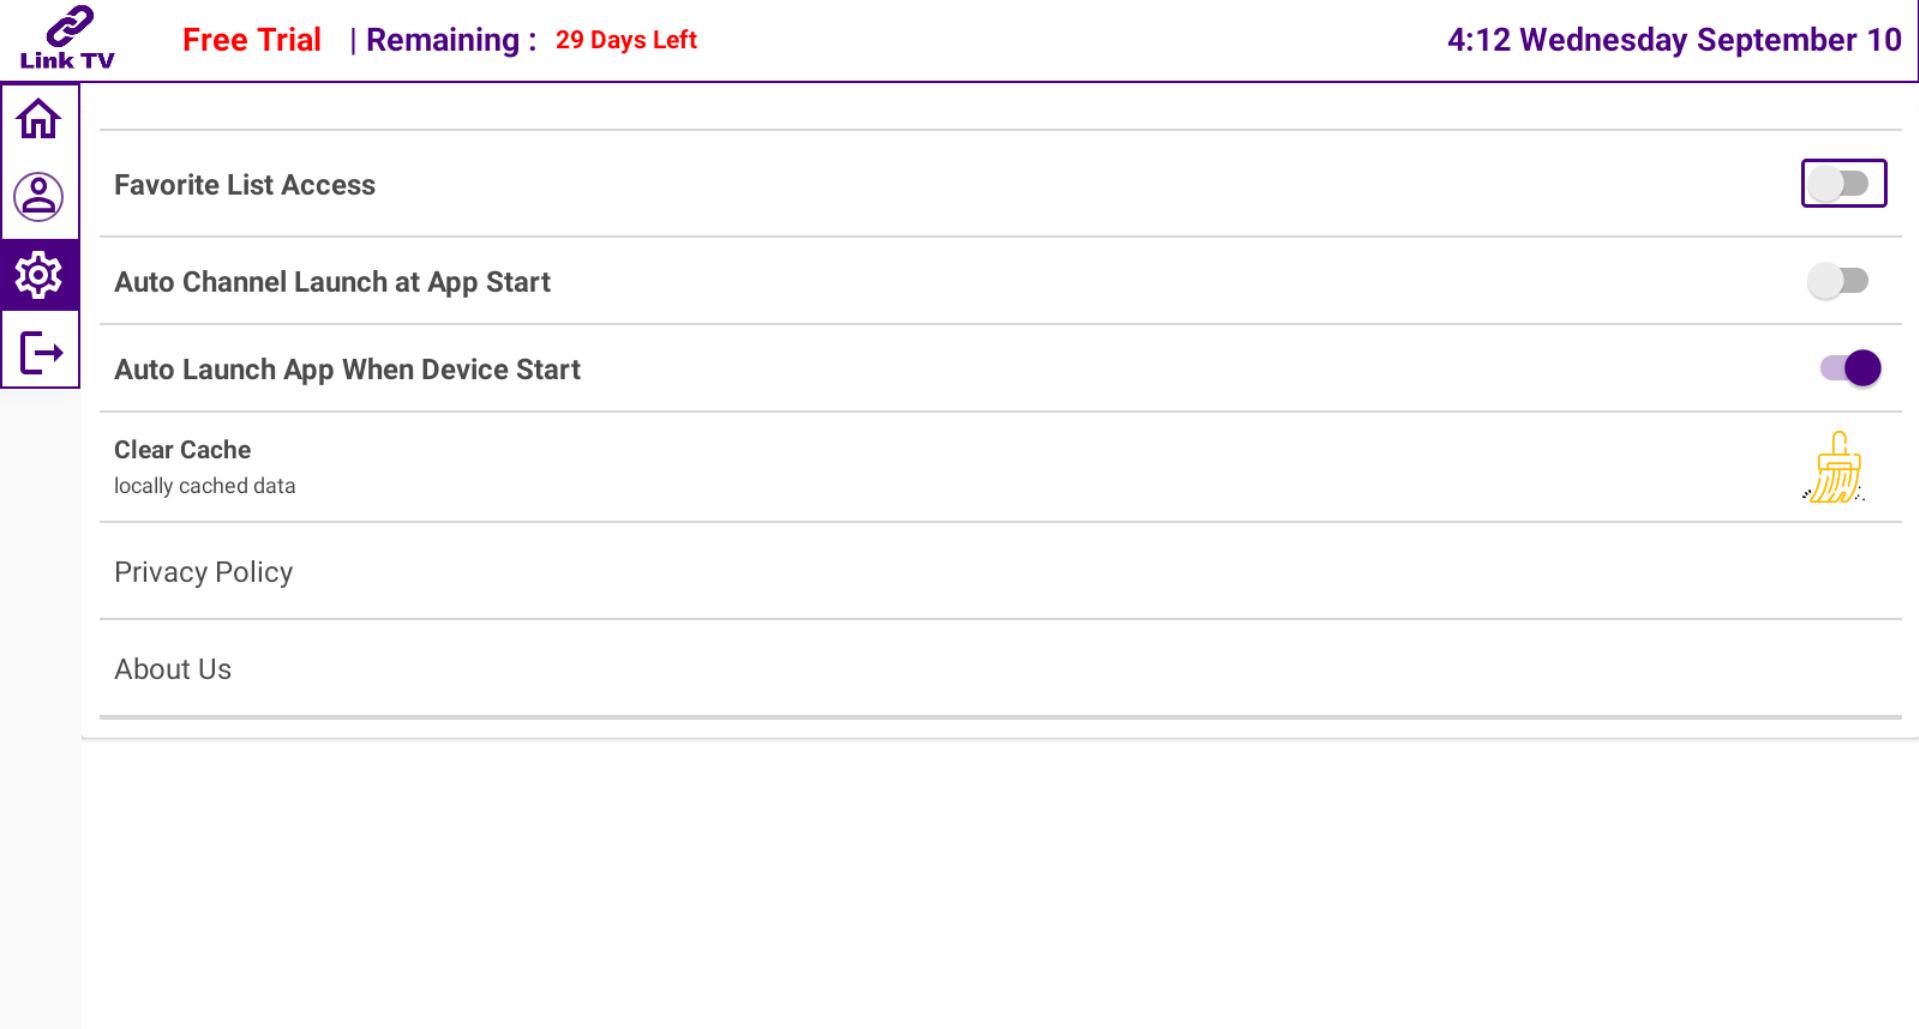 Link TV
Free Trial | Remaining : 29 Days Left
4:12 Wednesday September 10
Favorite List Access
Auto Channel Launch at App Start
Auto Launch App When Device Start
Clear Cache
locally cached data
Privacy Policy
About Us